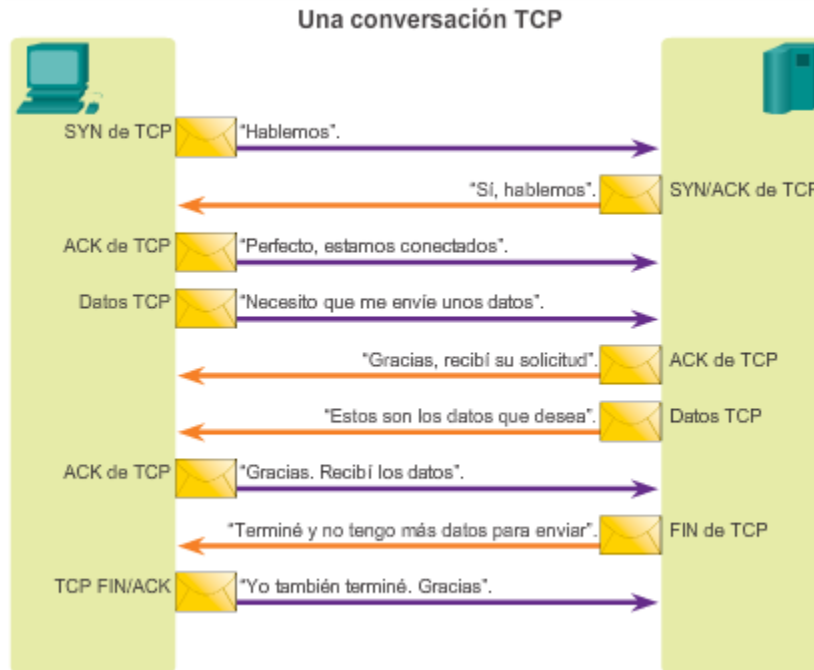 Una conversación TCP
SYN de TCP "Hablemos".
"Sí, hablemos". SYN/ACK de TCP
ACK de TCP "Perfecto, estamos conectados".
Datos TCP "Necesito que me envíe unos datos".
"Gracias, recibí su solicitud". ACK de TCP
"Estos son los datos que desea". Datos TCP
ACK de TCP "Gracias. Recibí los datos".
"Terminé y no tengo más datos para enviar". FIN de TCP
TCP FIN/ACK "Yo también terminé. Gracias".